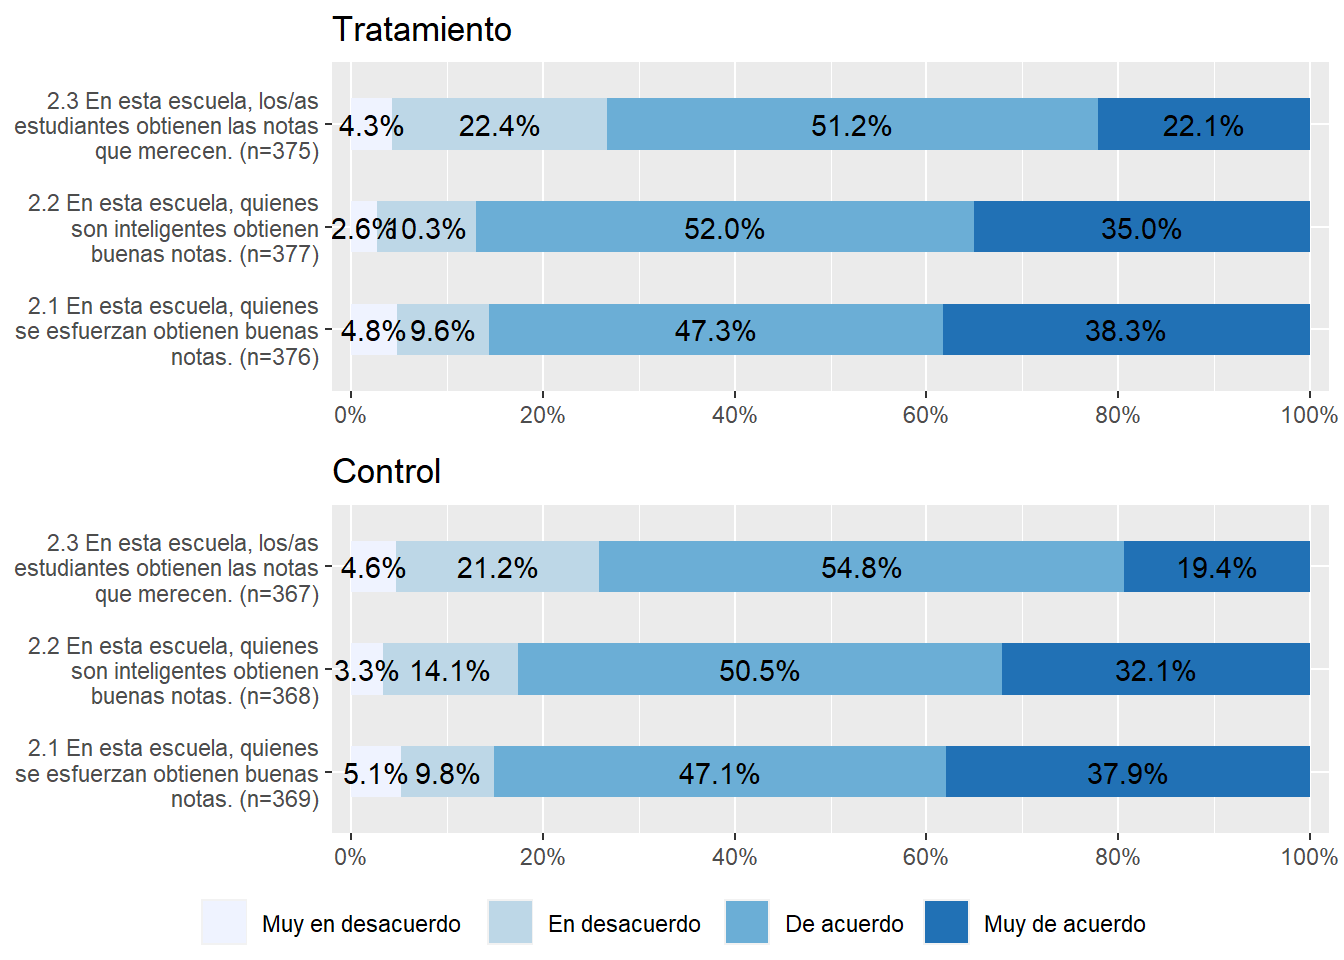 Tratamiento
2.3 En esta escuela, los/as
estudiantes obtienen las notas
que merecen. (n=375)
4.3% 22.4% 51.2% 22.1%
2.2 En esta escuela, quienes
son inteligentes obtienen
buenas notas. (n=377)
2.6% 10.3% 52.0% 35.0%
2.1 En esta escuela, quienes
se esfuerzan obtienen buenas
notas. (n=376)
4.8% 9.6% 47.3% 38.3%
0% 20% 40% 60% 80% 100%
Control
2.3 En esta escuela, los/as
estudiantes obtienen las notas
que merecen. (n=367)
4.6% 21.2% 54.8% 19.4%
2.2 En esta escuela, quienes
son inteligentes obtienen
buenas notas. (n=368)
3.3% 14.1% 50.5% 32.1%
2.1 En esta escuela, quienes
se esfuerzan obtienen buenas
notas. (n=369)
5.1% 9.8% 47.1% 37.9%
0% 20% 40% 60% 80% 100%
Muy en desacuerdo En desacuerdo De acuerdo Muy de acuerdo